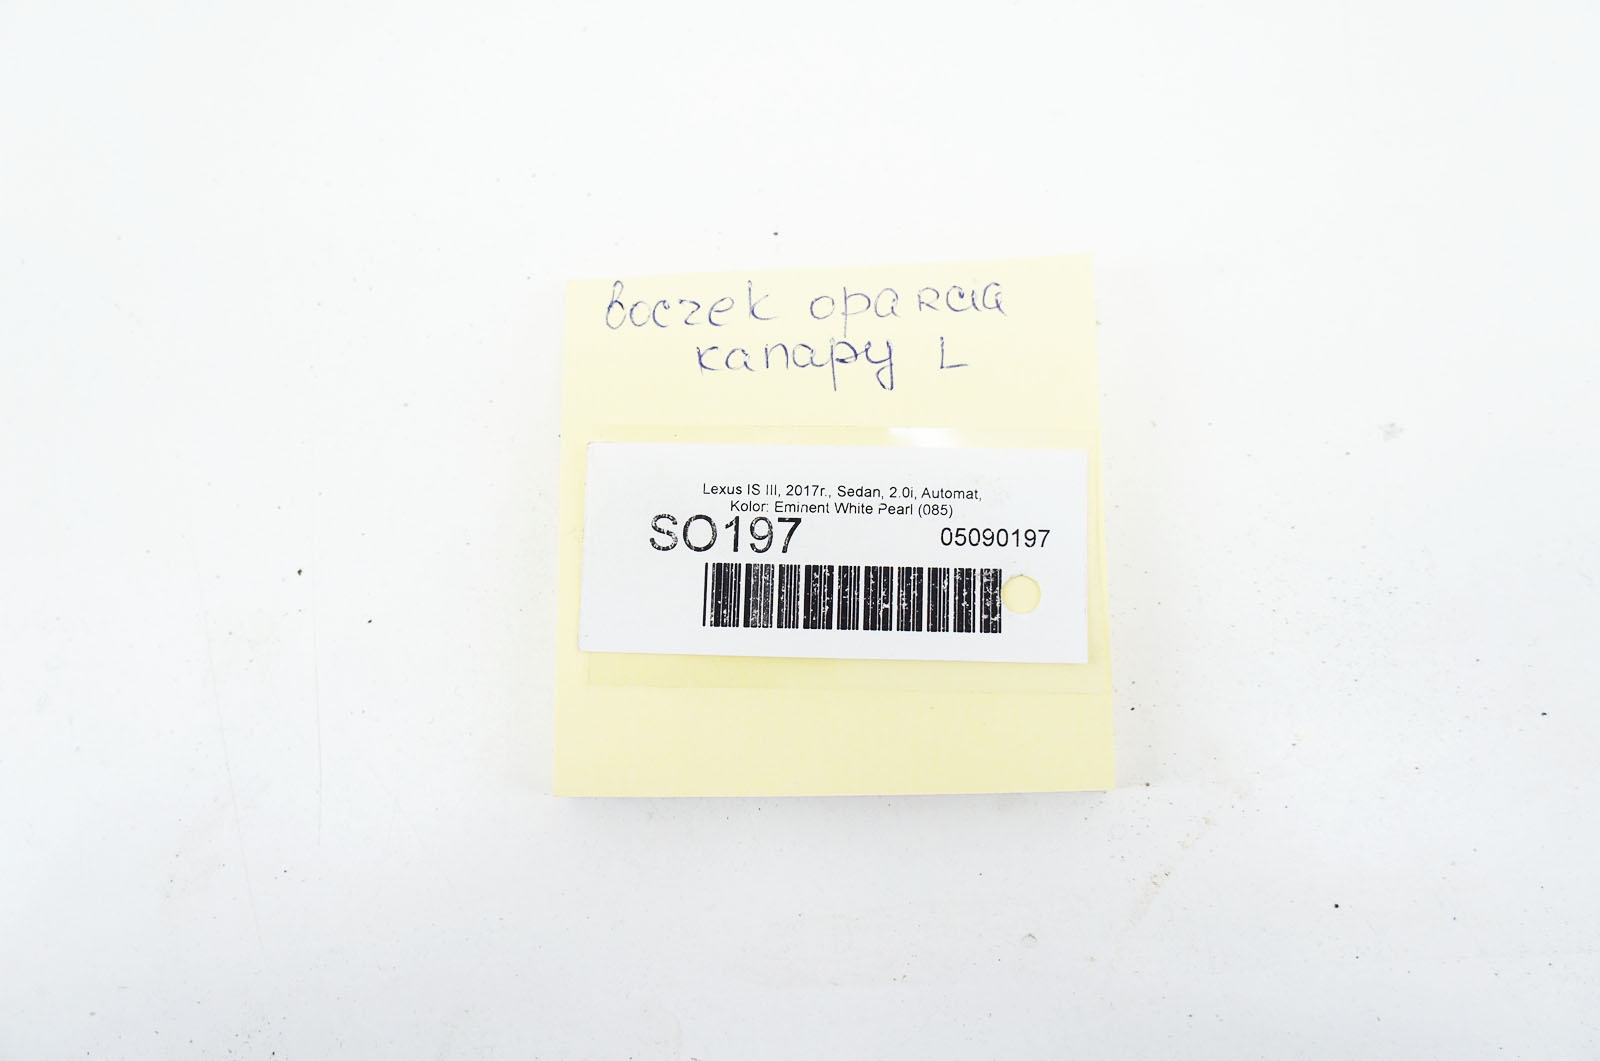 boczek oparcia
kanapy L
Lexus IS III, 2017r., Sedan, 2.0i, Automat,
Kolor: Eminent White Pearl (085)
SO197
05090197